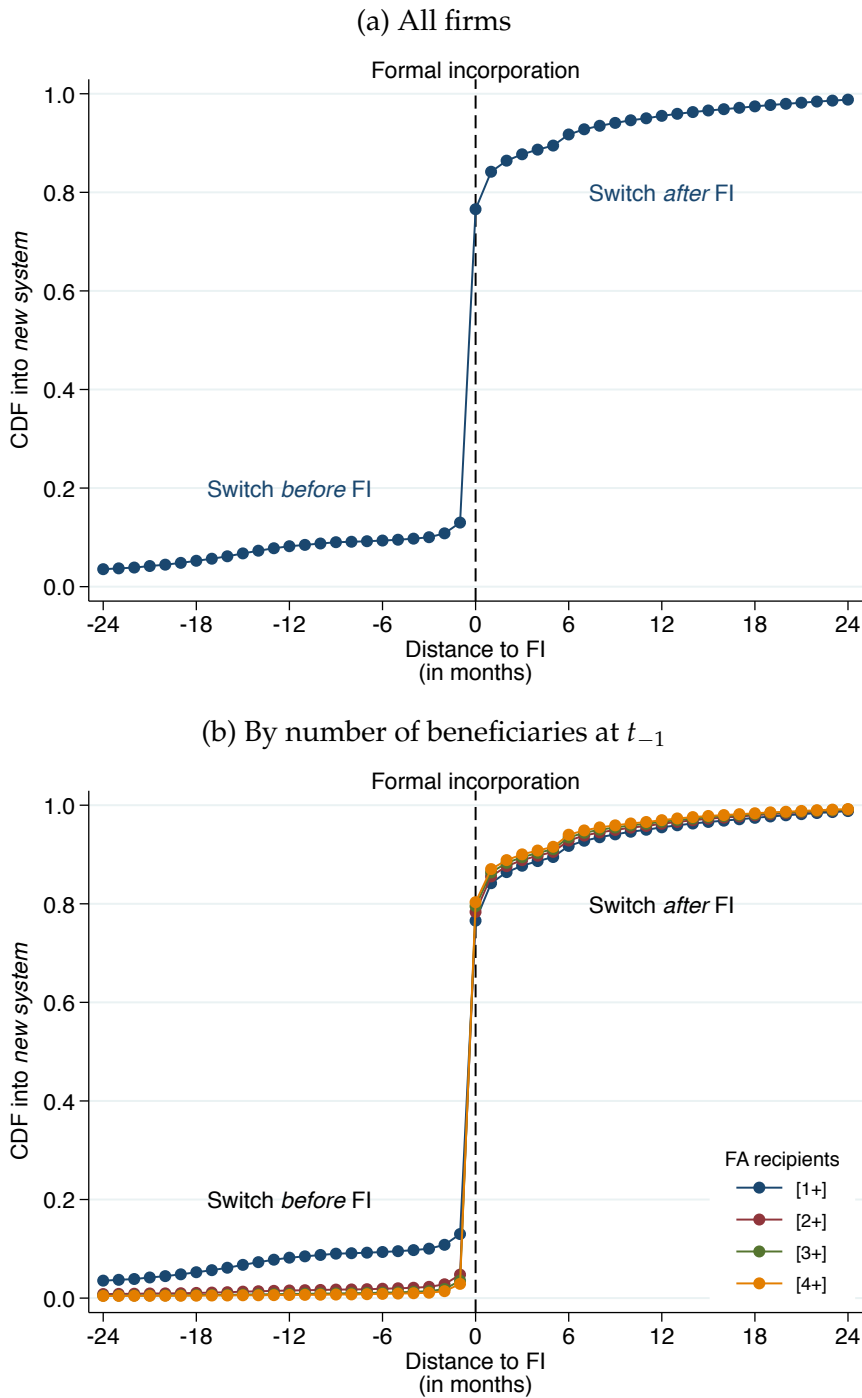 (a) All firms
Formal incorporation
1.0
0.8
0.6
0.4
0.2
0.0
CDF into new system
Switch after FI
Switch before FI
-24 -18 -12 -6 0 6 12 18 24
Distance to FI
(in months)
(b) By number of beneficiaries at t₋₁
Formal incorporation
1.0
0.8
0.6
0.4
0.2
0.0
CDF into new system
Switch after FI
Switch before FI
FA recipients
[1+]
[2+]
[3+]
[4+]
-24 -18 -12 -6 0 6 12 18 24
Distance to FI
(in months)